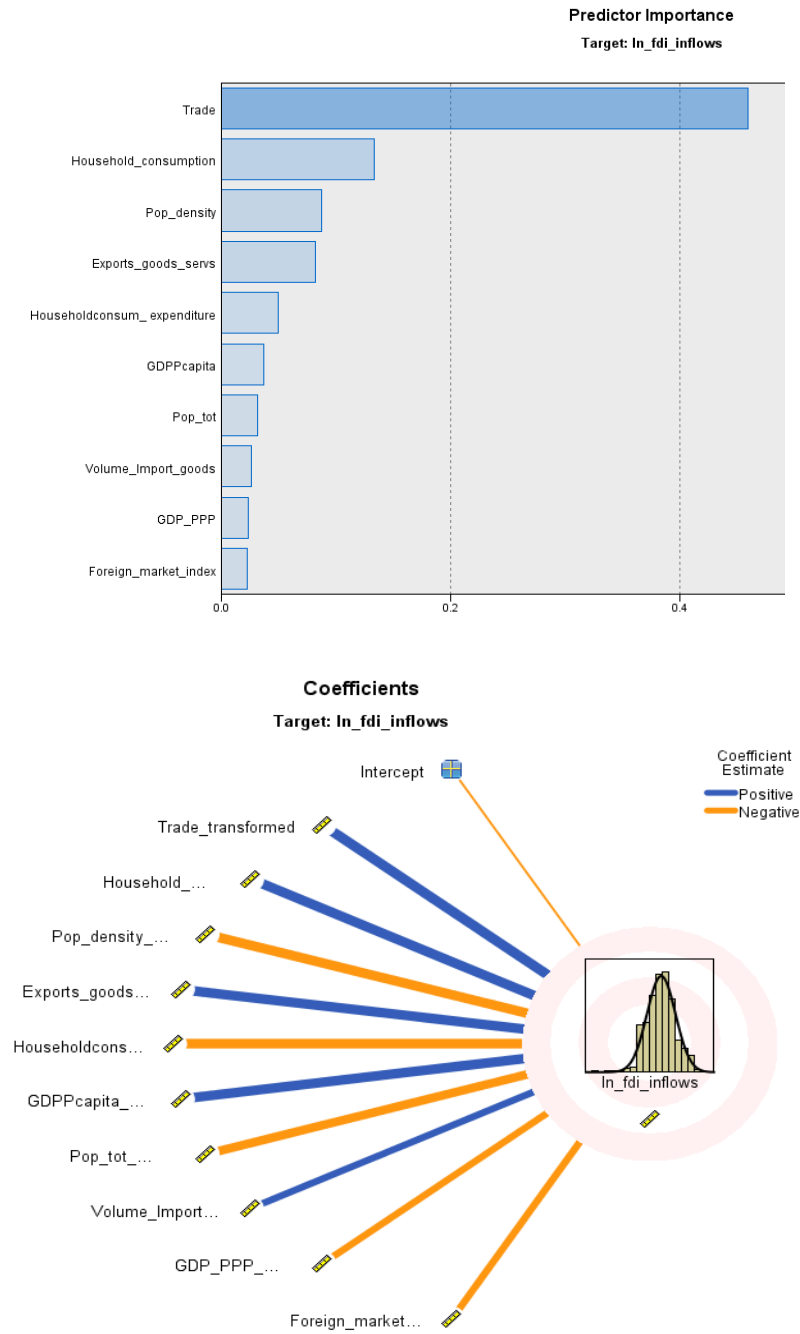 Predictor Importance
Target: ln_fdi_inflows
Trade
Household_consumption
Pop_density
Exports_goods_servs
Householdconsum_ expenditure
GDPPcapita
Pop_tot
Volume_Import_goods
GDP_PPP
Foreign_market_index
0.0 0.2 0.4
Coefficients
Target: ln_fdi_inflows
Coefficient
Estimate
Positive
Negative
Intercept
Trade_transformed
Household_...
Pop_density_...
Exports_goods...
Householdcons...
GDPPcapita_...
Pop_tot_...
Volume_Import...
GDP_PPP_...
Foreign_market...
ln_fdi_inflows